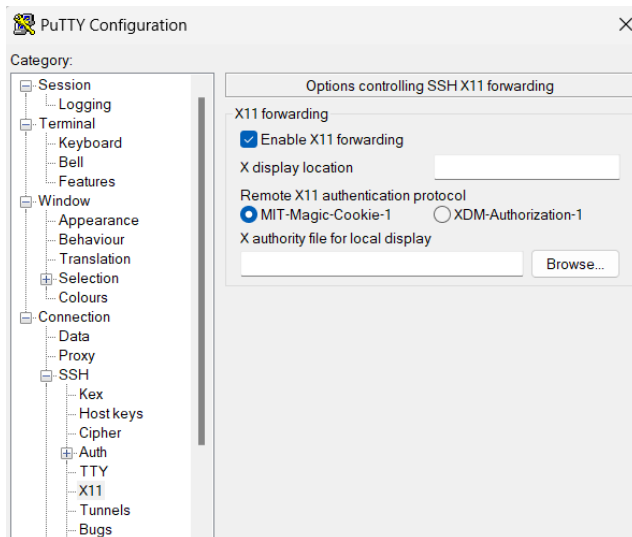 PuTTY Configuration
Category:
Session
Logging
Terminal
Keyboard
Bell
Features
Window
Appearance
Behaviour
Translation
Selection
Colours
Connection
Data
Proxy
SSH
Kex
Host keys
Cipher
Auth
TTY
X11
Tunnels
Bugs
Options controlling SSH X11 forwarding
X11 forwarding
Enable X11 forwarding
X display location
Remote X11 authentication protocol
MIT-Magic-Cookie-1 XDM-Authorization-1
X authority file for local display
Browse...